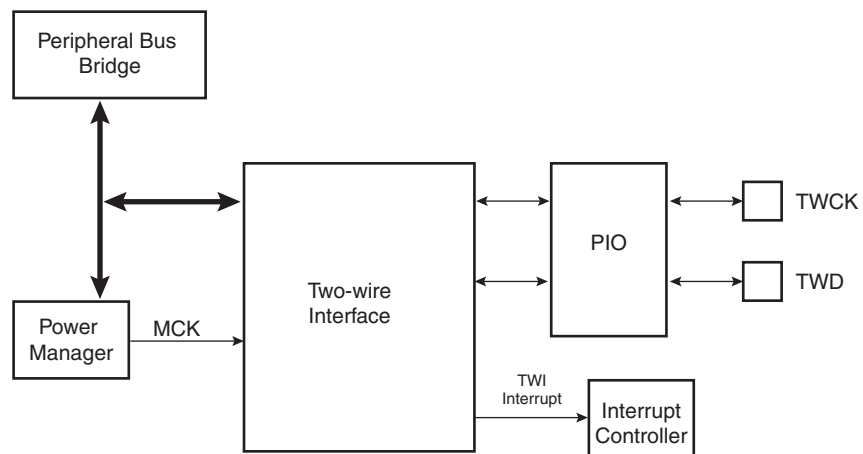 Peripheral Bus
Bridge
TWCK
PIO
TWD
Two-wire
Interface
Power
Manager
MCK
TWI
Interrupt
Interrupt
Controller